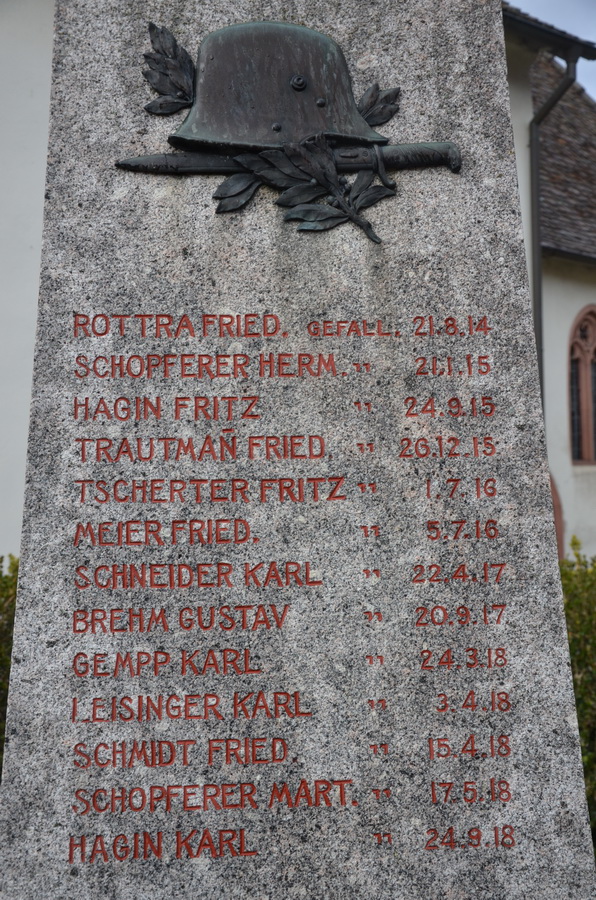 ROTTRA FRIED. GEFALL. 21.8.14
SCHOPFERER HERM. " 21.1.15
HAGIN FRITZ " 24.9.15
TRAUTMAÑ FRIED. " 26.12.15
TSCHERTER FRITZ " 1.7.16
MEIER FRIED. " 5.7.16
SCHNEIDER KARL " 22.4.17
BREHM GUSTAV " 20.9.17
GEMPP KARL " 24.3.18
LEISINGER KARL " 3.4.18
SCHMIDT FRIED " 15.4.18
SCHOPFERER MART. " 17.5.18
HAGIN KARL " 24.9.18